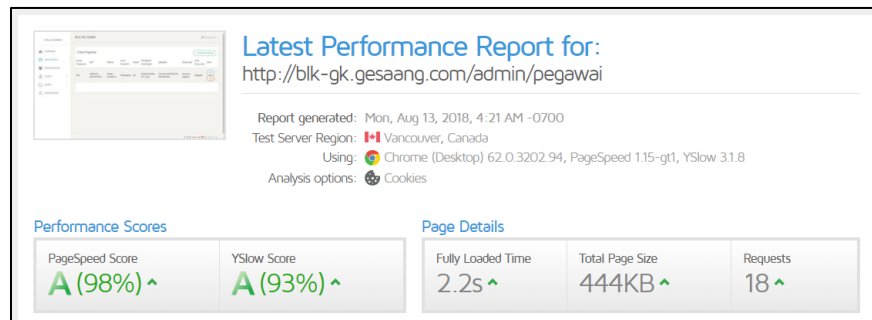 Latest Performance Report for:
http://blk-gk.gesaang.com/admin/pegawai
Report generated: Mon, Aug 13, 2018, 4:21 AM -0700
Test Server Region: Vancouver, Canada
Using: Chrome (Desktop) 62.0.3202.94, PageSpeed 1.15-gt1, YSlow 3.1.8
Analysis options: Cookies
Performance Scores
PageSpeed Score
A (98%)
YSlow Score
A (93%)
Page Details
Fully Loaded Time
2.2s
Total Page Size
444KB
Requests
18